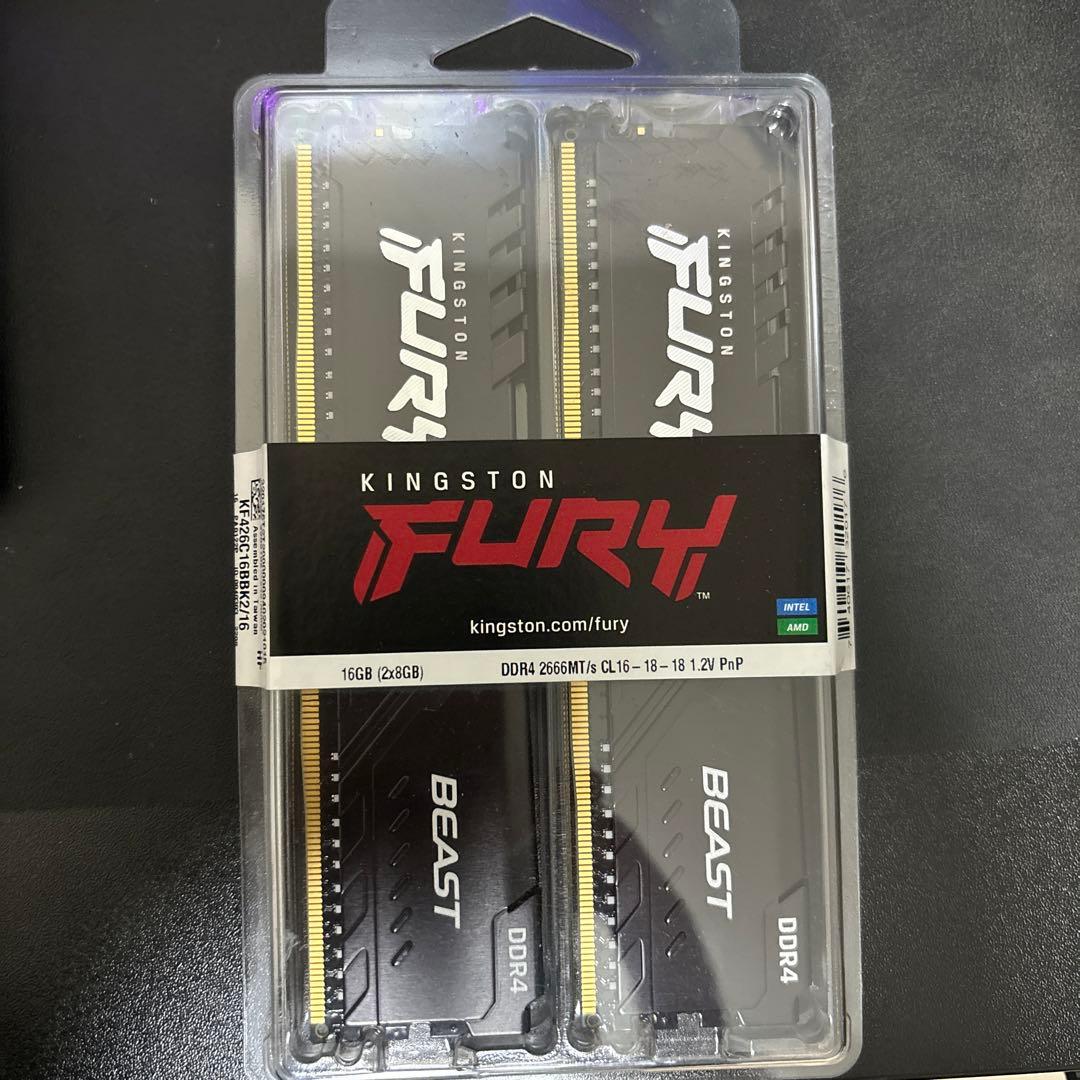 KINGSTON
FURY
KINGSTON
FURY
KINGSTON
FURY™
kingston.com/fury
INTEL
AMD
16GB (2x8GB)
DDR4 2666MT/s CL16-18-18 1.2V PnP
KF426C16BBK2/16
Assembled in Taiwan
BEAST
DDR4
BEAST
DDR4